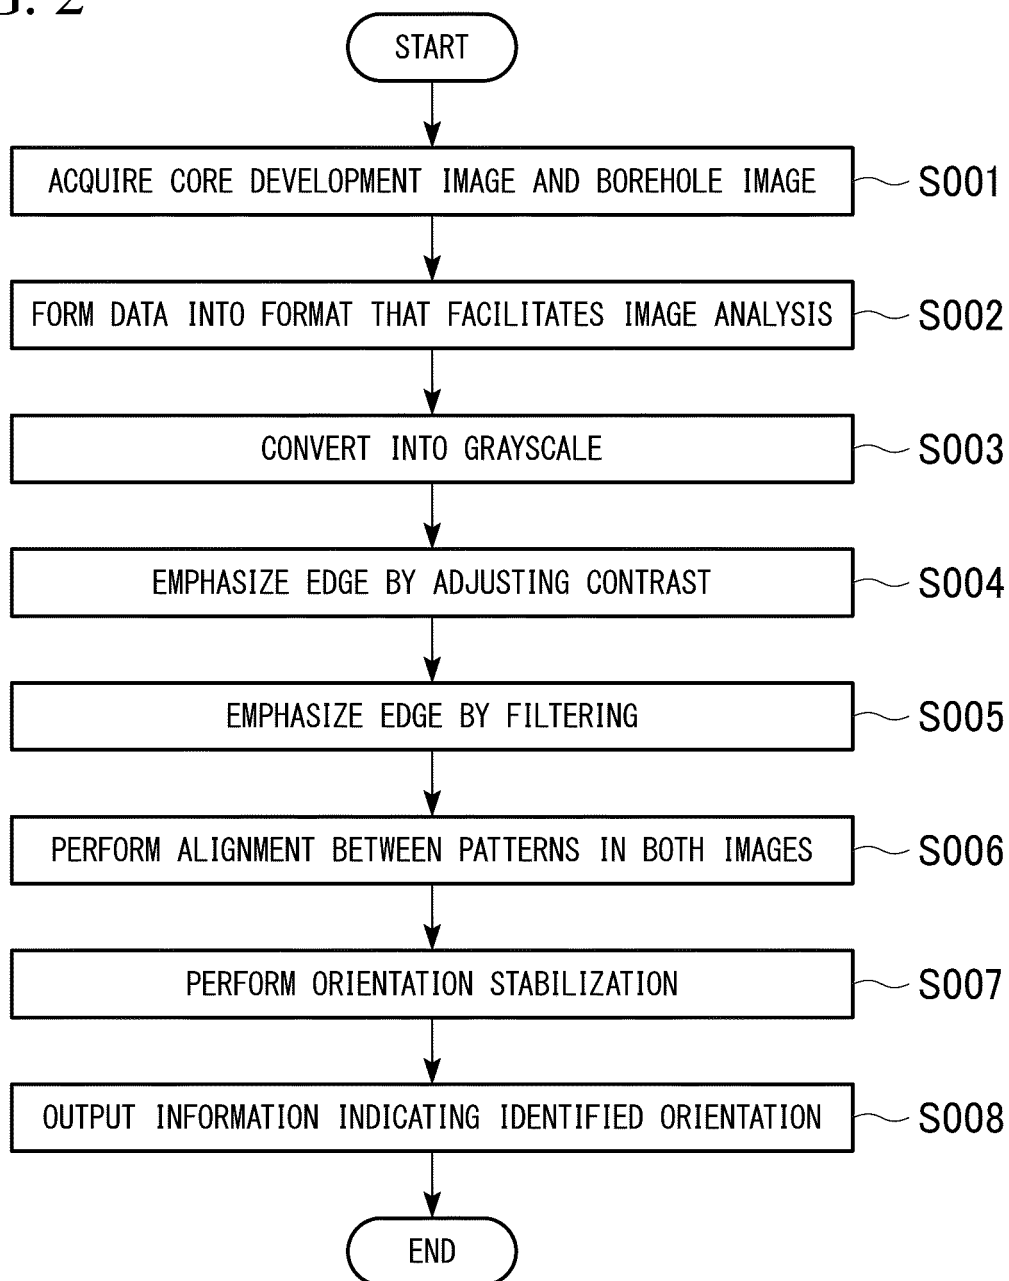 G. 2
START
ACQUIRE CORE DEVELOPMENT IMAGE AND BOREHOLE IMAGE S001
FORM DATA INTO FORMAT THAT FACILITATES IMAGE ANALYSIS S002
CONVERT INTO GRAYSCALE S003
EMPHASIZE EDGE BY ADJUSTING CONTRAST S004
EMPHASIZE EDGE BY FILTERING S005
PERFORM ALIGNMENT BETWEEN PATTERNS IN BOTH IMAGES S006
PERFORM ORIENTATION STABILIZATION S007
OUTPUT INFORMATION INDICATING IDENTIFIED ORIENTATION S008
END